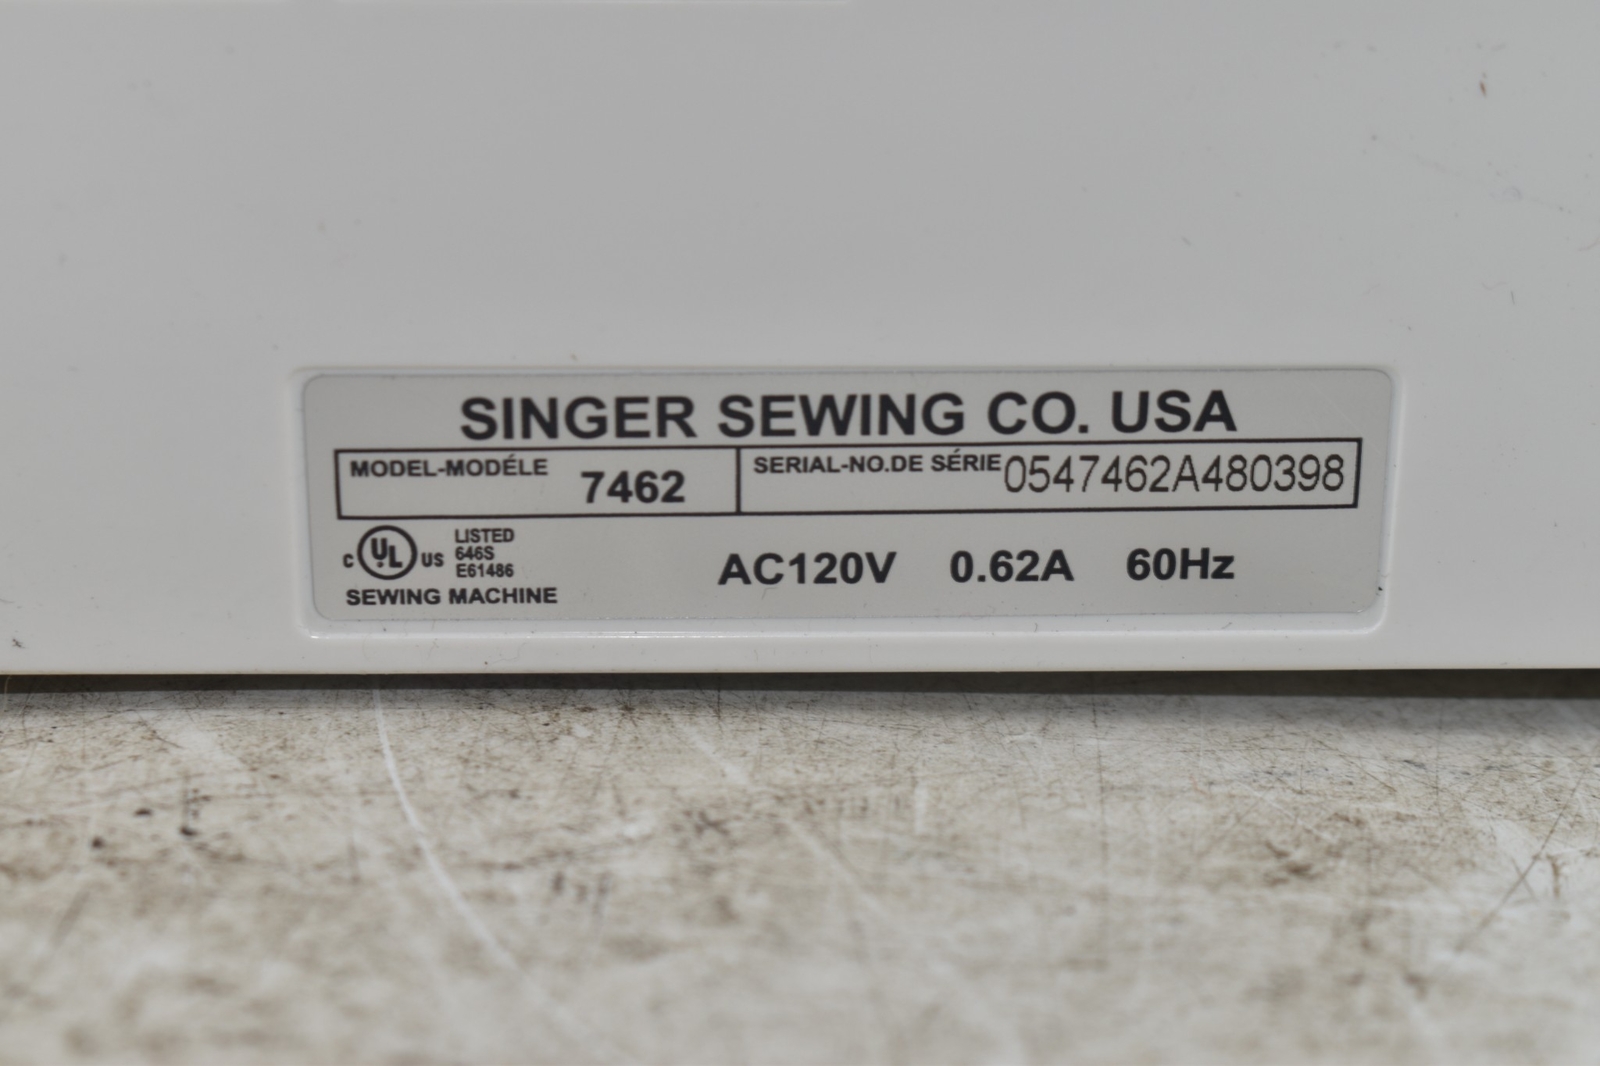 SINGER SEWING CO. USA
MODEL-MODÉLE 7462 SERIAL-NO.DE SÉRIE 0547462A480398
C UL US LISTED
646S
E61486
AC120V 0.62A 60Hz
SEWING MACHINE